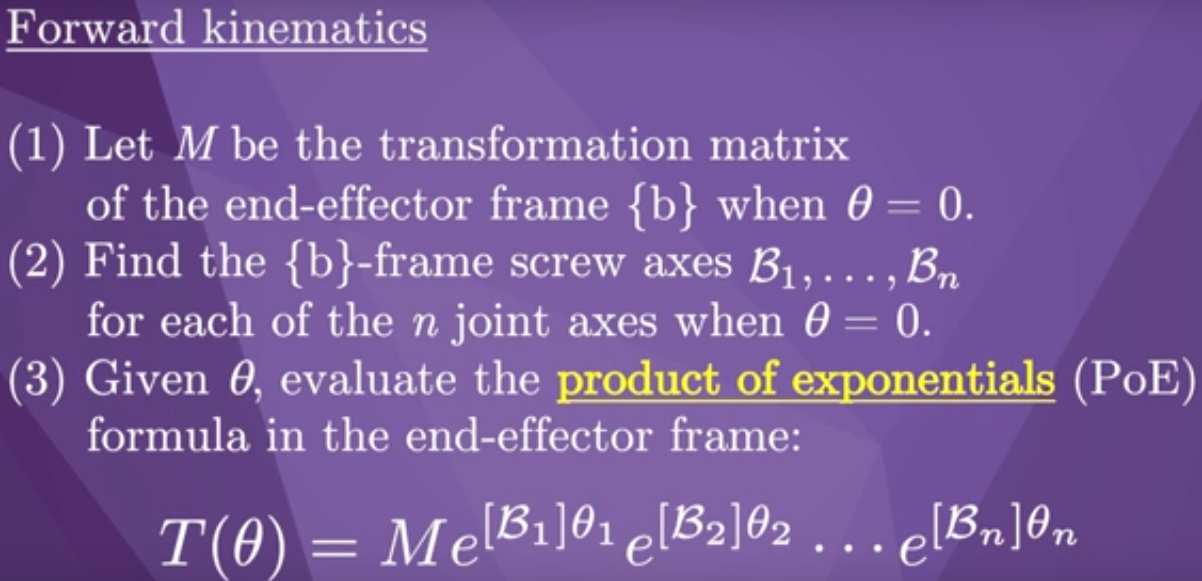 Forward kinematics
(1) Let M be the transformation matrix
of the end-effector frame {b} when θ = 0.
(2) Find the {b}-frame screw axes ℬ₁, . . . , ℬₙ
for each of the n joint axes when θ = 0.
(3) Given θ, evaluate the product of exponentials (PoE)
formula in the end-effector frame:
T(θ) = Me^{[ℬ₁]θ₁} e^{[ℬ₂]θ₂} . . . e^{[ℬₙ]θₙ}